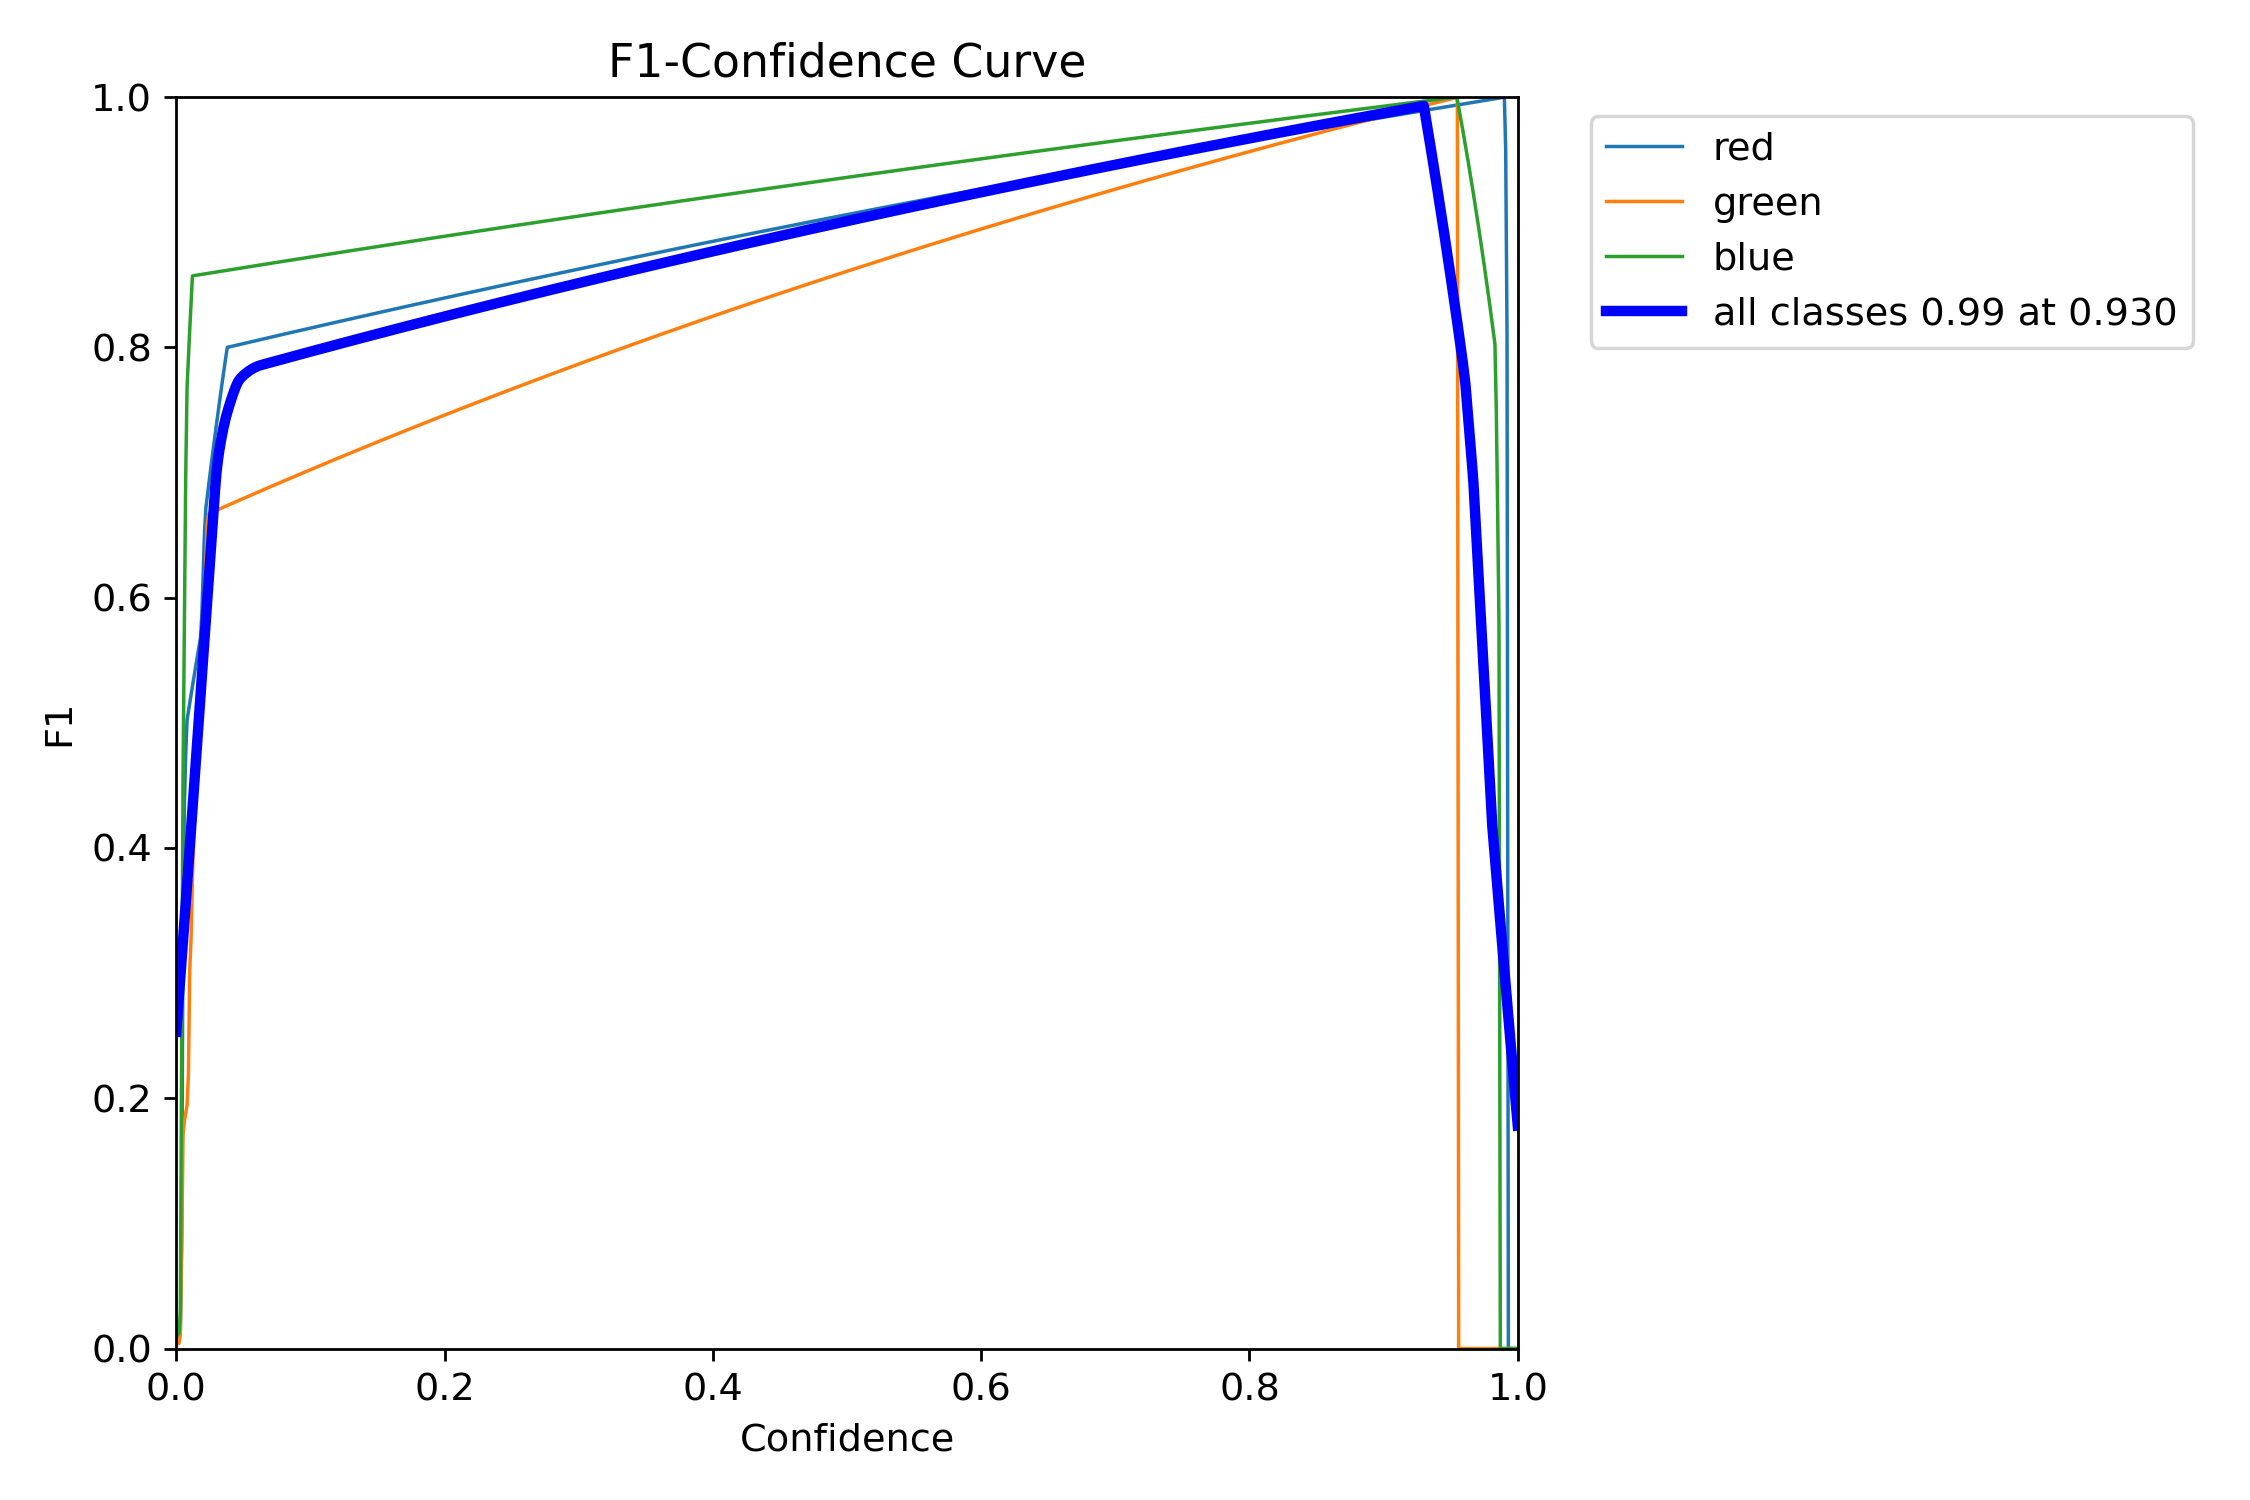 F1-Confidence Curve
1.0
0.8
0.6
0.4
0.2
0.0
F1
0.0 0.2 0.4 0.6 0.8 1.0
Confidence
red
green
blue
all classes 0.99 at 0.930